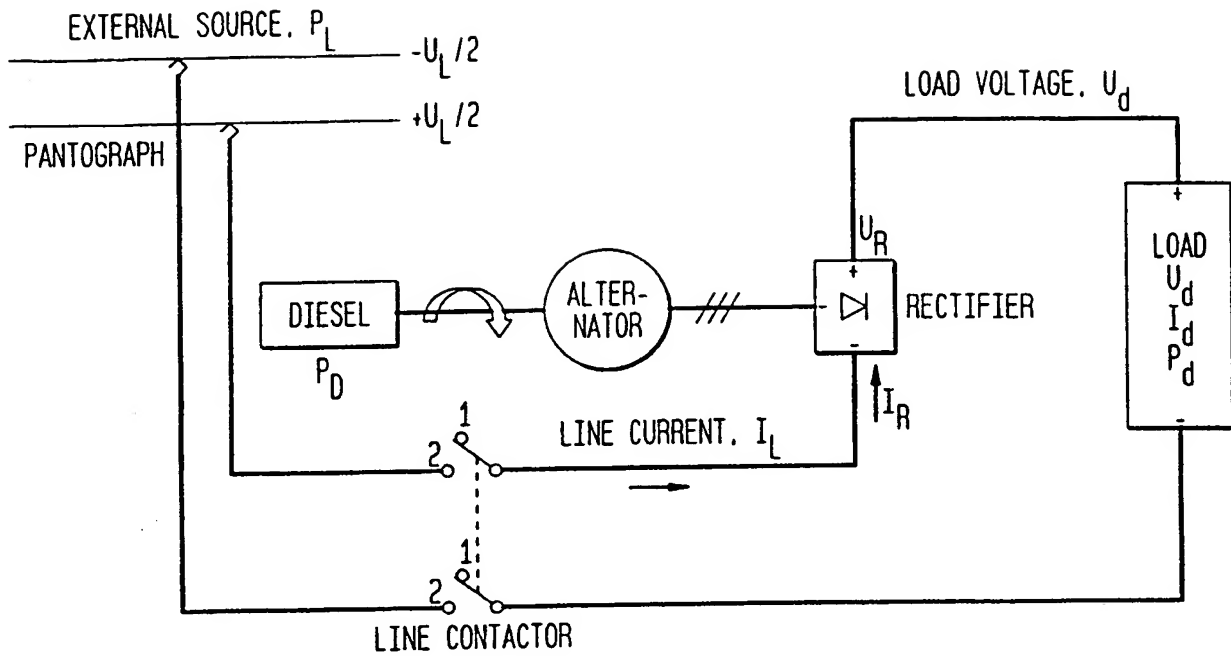 EXTERNAL SOURCE, P_L
-U_L/2
+U_L/2
PANTOGRAPH
LOAD VOLTAGE, U_d
U_R
+
-
-
RECTIFIER
I_R
DIESEL
P_D
ALTER-
NATOR
+
LOAD
U_d
I_d
P_d
-
1
2
LINE CURRENT, I_L
1
2
LINE CONTACTOR